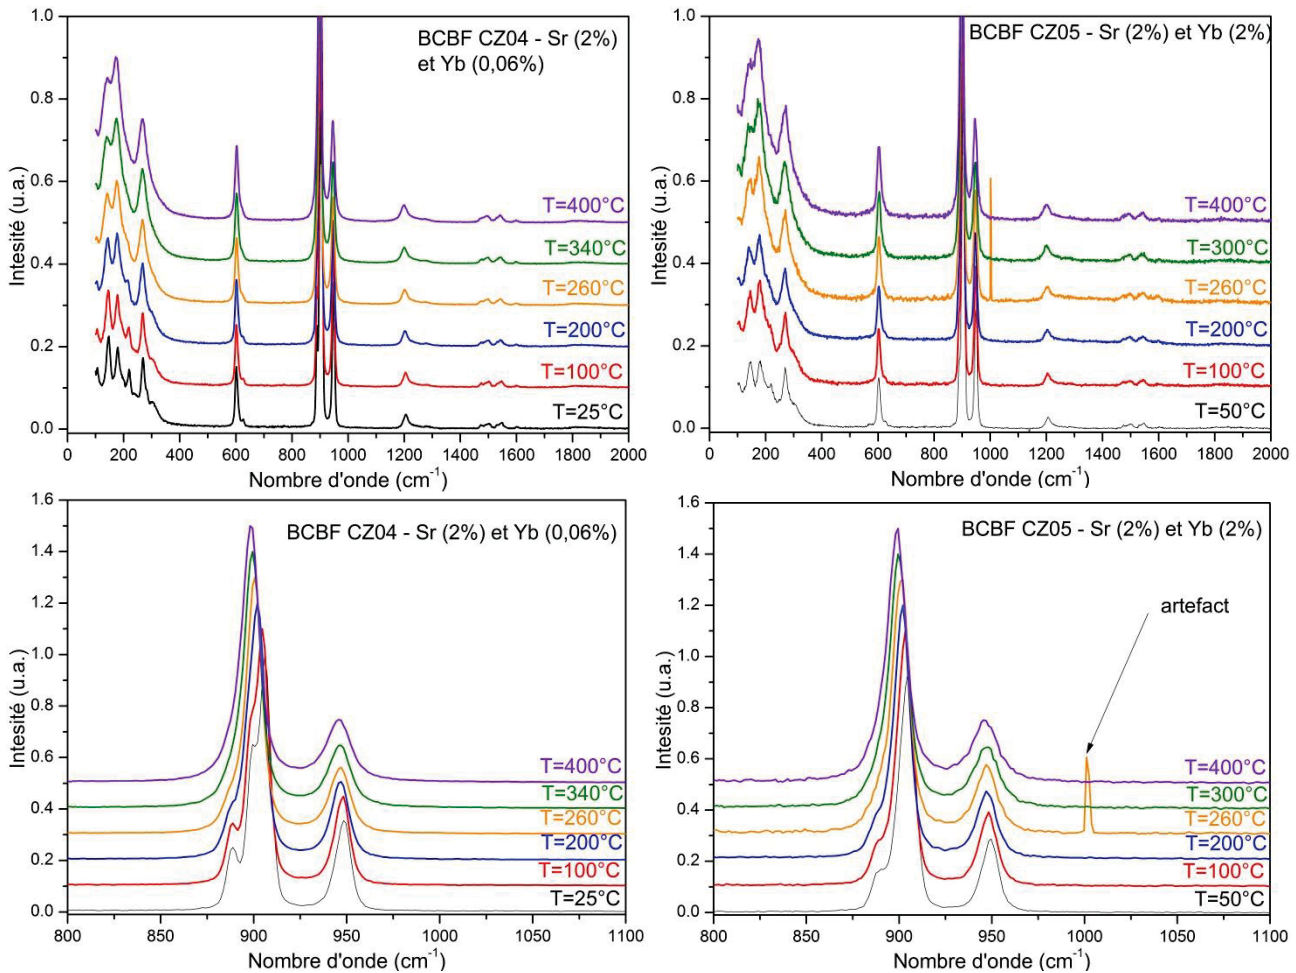 1.0
0.8
0.6
0.4
0.2
0.0
Intesité (u.a.)
BCBF CZ04 - Sr (2%)
et Yb (0,06%)
T=400°C
T=340°C
T=260°C
T=200°C
T=100°C
T=25°C
0 200 400 600 800 1000 1200 1400 1600 1800 2000
Nombre d'onde (cm-1)
1.0
0.8
0.6
0.4
0.2
0.0
Intesité (u.a.)
BCBF CZ05 - Sr (2%) et Yb (2%)
T=400°C
T=300°C
T=260°C
T=200°C
T=100°C
T=50°C
0 200 400 600 800 1000 1200 1400 1600 1800 2000
Nombre d'onde (cm-1)
1.6
1.4
1.2
1.0
0.8
0.6
0.4
0.2
0.0
Intesité (u.a.)
BCBF CZ04 - Sr (2%) et Yb (0,06%)
T=400°C
T=340°C
T=260°C
T=200°C
T=100°C
T=25°C
800 850 900 950 1000 1050 1100
Nombre d'onde (cm-1)
1.6
1.4
1.2
1.0
0.8
0.6
0.4
0.2
0.0
Intesité (u.a.)
BCBF CZ05 - Sr (2%) et Yb (2%)
artefact
T=400°C
T=300°C
T=260°C
T=200°C
T=100°C
T=50°C
800 850 900 950 1000 1050 1100
Nombre d'onde (cm-1)